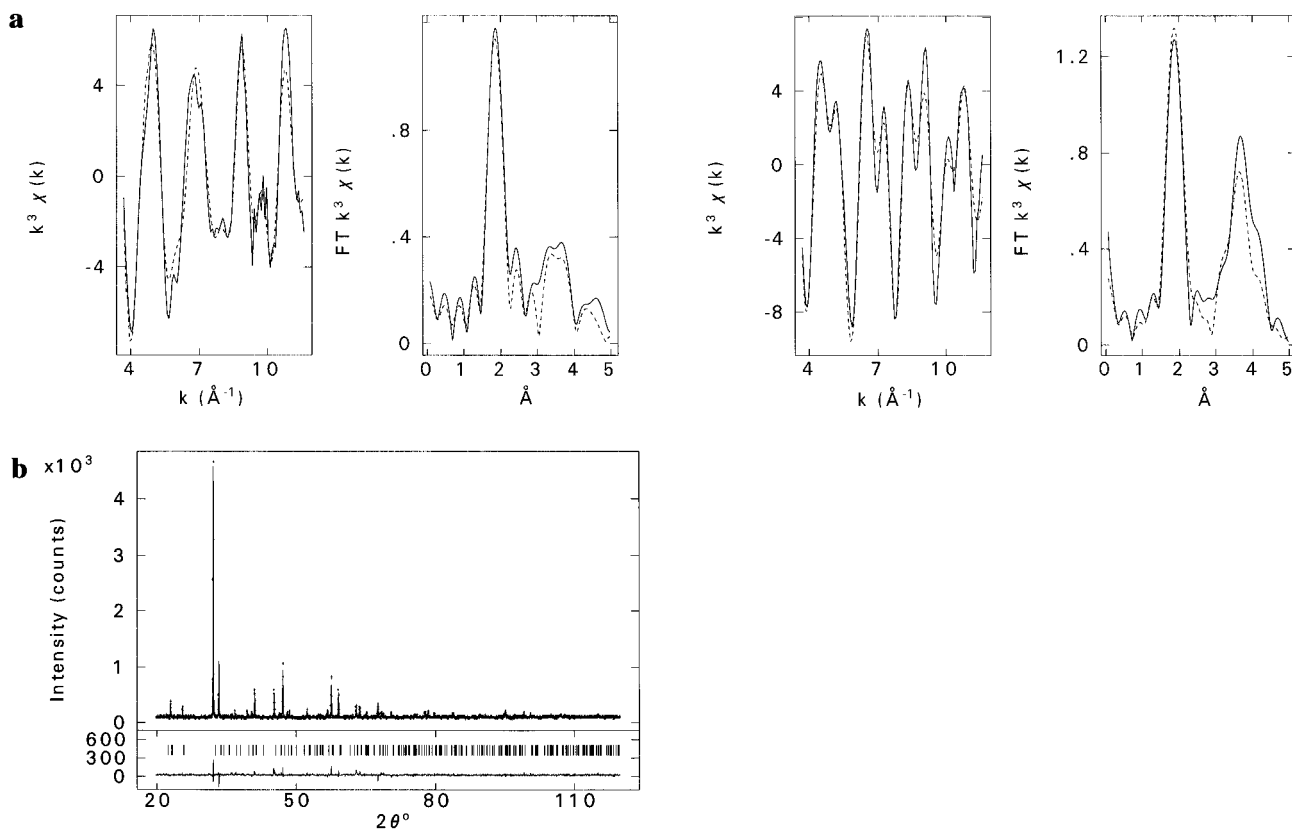 a
4
0
-4
k³ χ (k)
4 7 10
k (Å⁻¹)
.8
.4
0
FT k³ χ (k)
0 1 2 3 4 5
Å
8
4
0
-4
-8
k³ χ (k)
4 7 10
k (Å⁻¹)
1.2
.8
.4
0
FT k³ χ (k)
0 1 2 3 4 5
Å
b
x10³
4
3
2
1
0
Intensity (counts)
600
300
0
20 50 80 110
2θ°